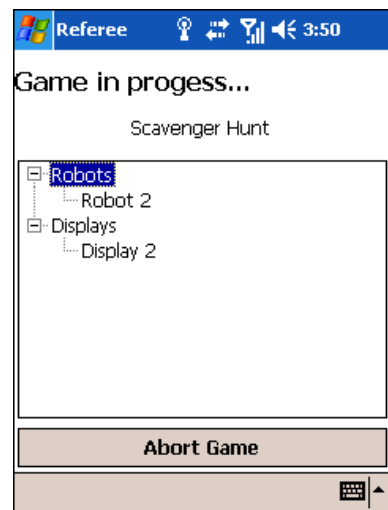 Referee 3:50
Game in progess...
Scavenger Hunt
Robots
Robot 2
Displays
Display 2
Abort Game